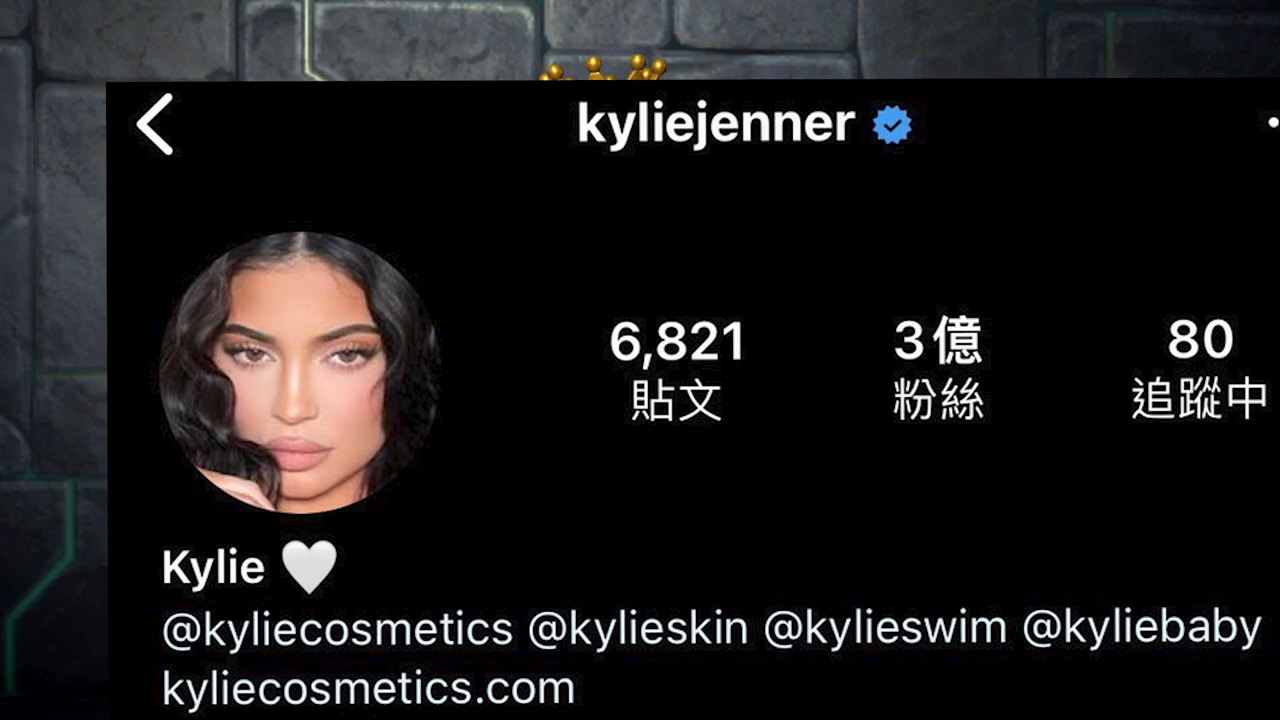 kyliejenner
6,821 3億 80
貼文 粉絲 追蹤中
Kylie 🤍
@kyliecosmetics @kylieskin @kylieswim @kyliebaby
kyliecosmetics.com